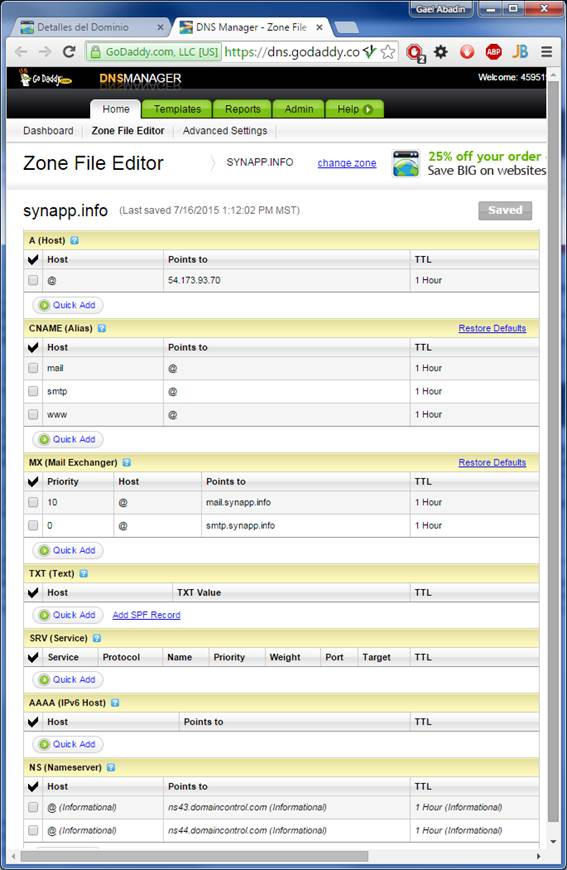 Gael Abadin
Detalles del Dominio
DNS Manager - Zone File
GoDaddy.com, LLC [US] https://dns.godaddy.co
2 ABP JB
Go Daddy DNSMANAGER Welcome: 45951
Home Templates Reports Admin Help
Dashboard Zone File Editor Advanced Settings
Zone File Editor SYNAPP.INFO change zone 25% off your order
Save BIG on websites
synapp.info (Last saved 7/16/2015 1:12:02 PM MST) Saved
A (Host) ?
Host Points to TTL
@ 54.173.93.70 1 Hour
Quick Add
CNAME (Alias) ? Restore Defaults
Host Points to TTL
mail @ 1 Hour
smtp @ 1 Hour
www @ 1 Hour
Quick Add
MX (Mail Exchanger) ? Restore Defaults
Priority Host Points to TTL
10 @ mail.synapp.info 1 Hour
0 @ smtp.synapp.info 1 Hour
Quick Add
TXT (Text) ?
Host TXT Value TTL
Quick Add Add SPF Record
SRV (Service) ?
Service Protocol Name Priority Weight Port Target TTL
Quick Add
AAAA (IPv6 Host) ?
Host Points to TTL
Quick Add
NS (Nameserver) ?
Host Points to TTL
@ (Informational) ns43.domaincontrol.com (Informational) 1 Hour (Informational)
@ (Informational) ns44.domaincontrol.com (Informational) 1 Hour (Informational)